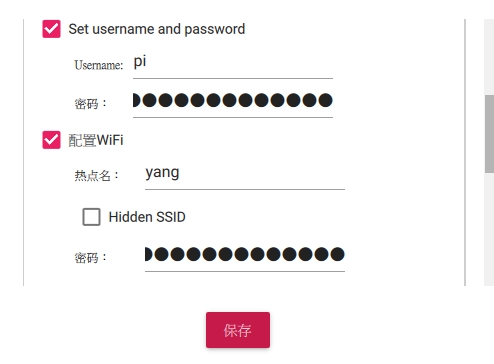 Set username and password
Username: pi
密码： ●●●●●●●●●●●●●
配置WiFi
热点名： yang
Hidden SSID
密码： ●●●●●●●●●●●●●
保存